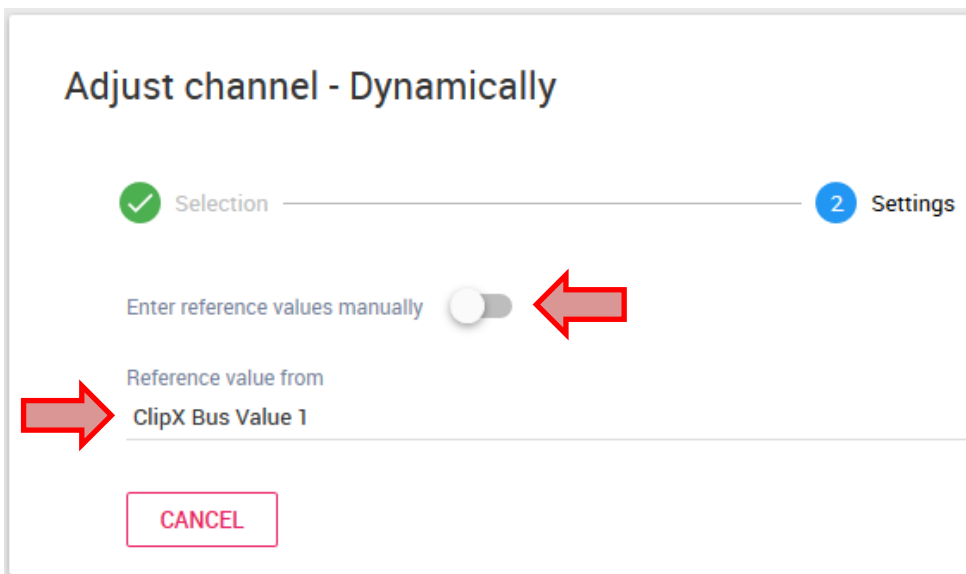 Adjust channel - Dynamically
Selection
2 Settings
Enter reference values manually
Reference value from
ClipX Bus Value 1
CANCEL